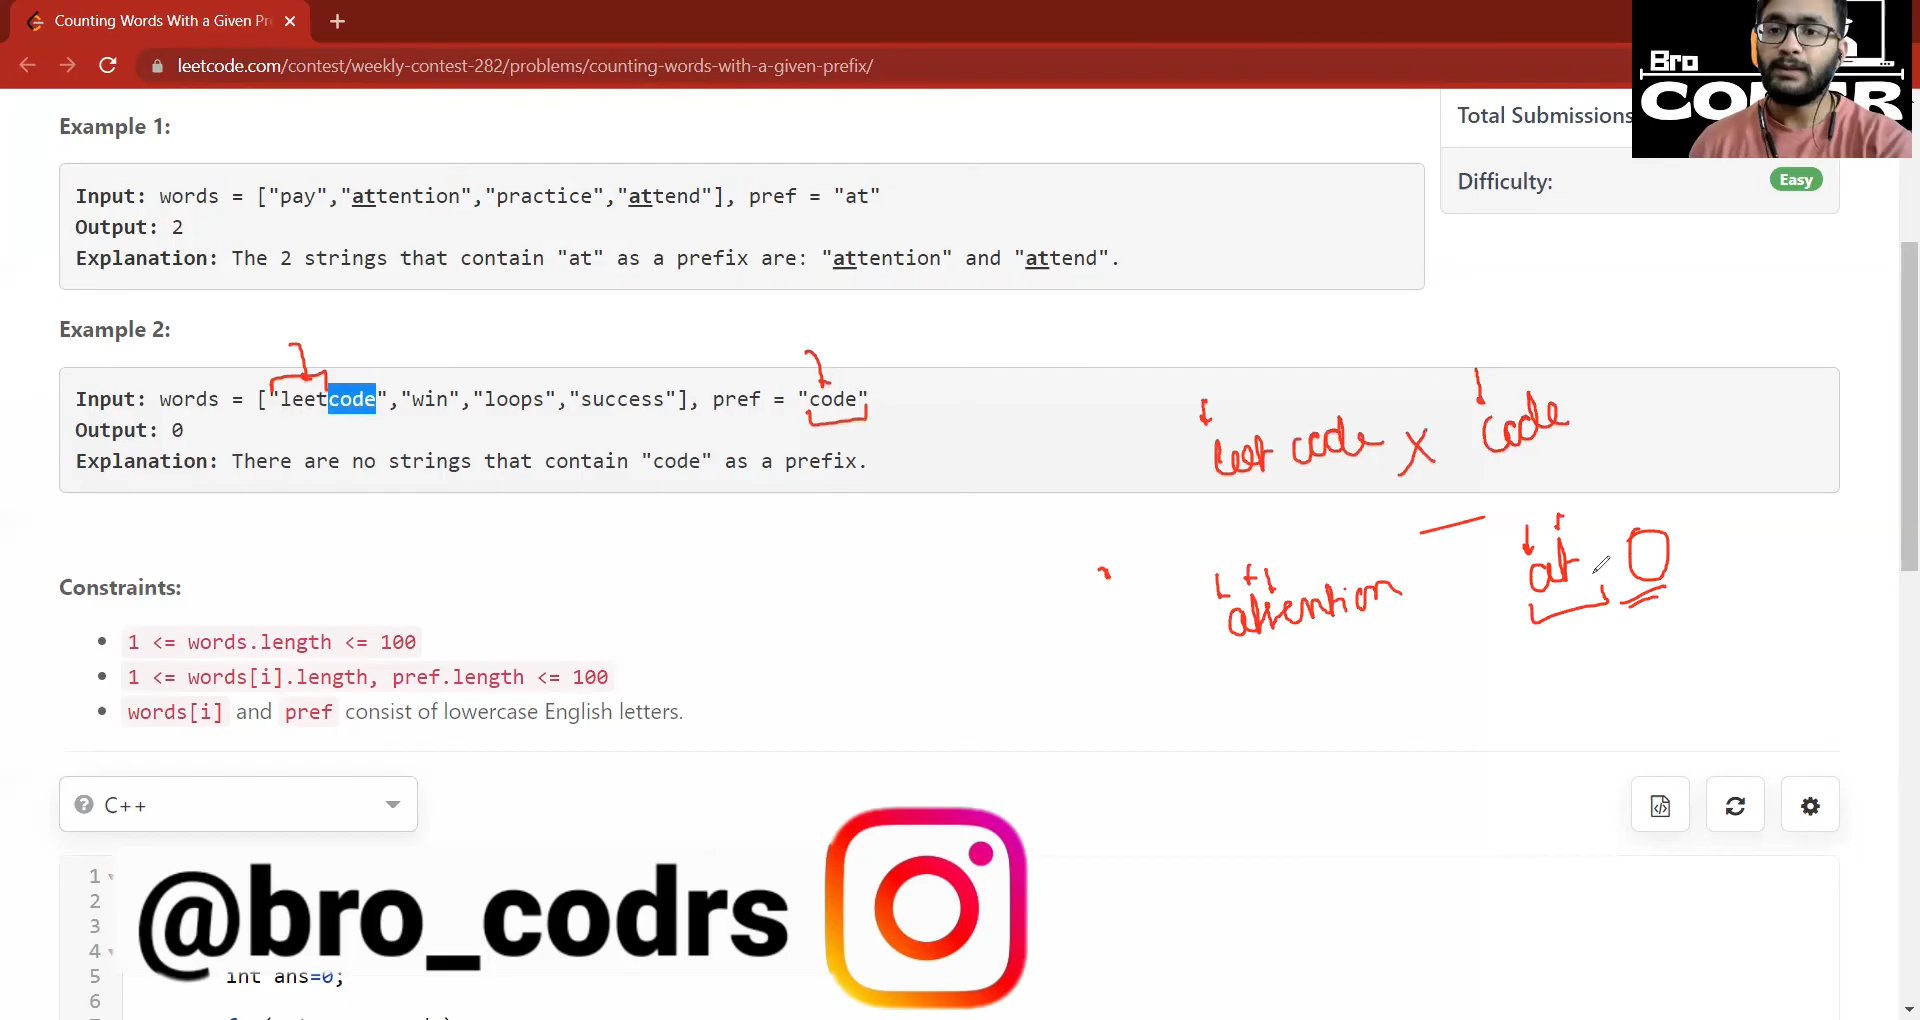 Counting Words With a Given Pr
leetcode.com/contest/weekly-contest-282/problems/counting-words-with-a-given-prefix/
Bro
Example 1:
Total Submissions
Input: words = ["pay","attention","practice","attend"], pref = "at"
Output: 2
Explanation: The 2 strings that contain "at" as a prefix are: "attention" and "attend".
Difficulty:
Easy
Example 2:
Input: words = ["leetcode","win","loops","success"], pref = "code"
Output: 0
Explanation: There are no strings that contain "code" as a prefix.
leet code X code
attention
at
Constraints:
1 <= words.length <= 100
1 <= words[i].length, pref.length <= 100
words[i] and pref consist of lowercase English letters.
C++
1
2
3
4
5 int ans=0;
6
@bro_codrs